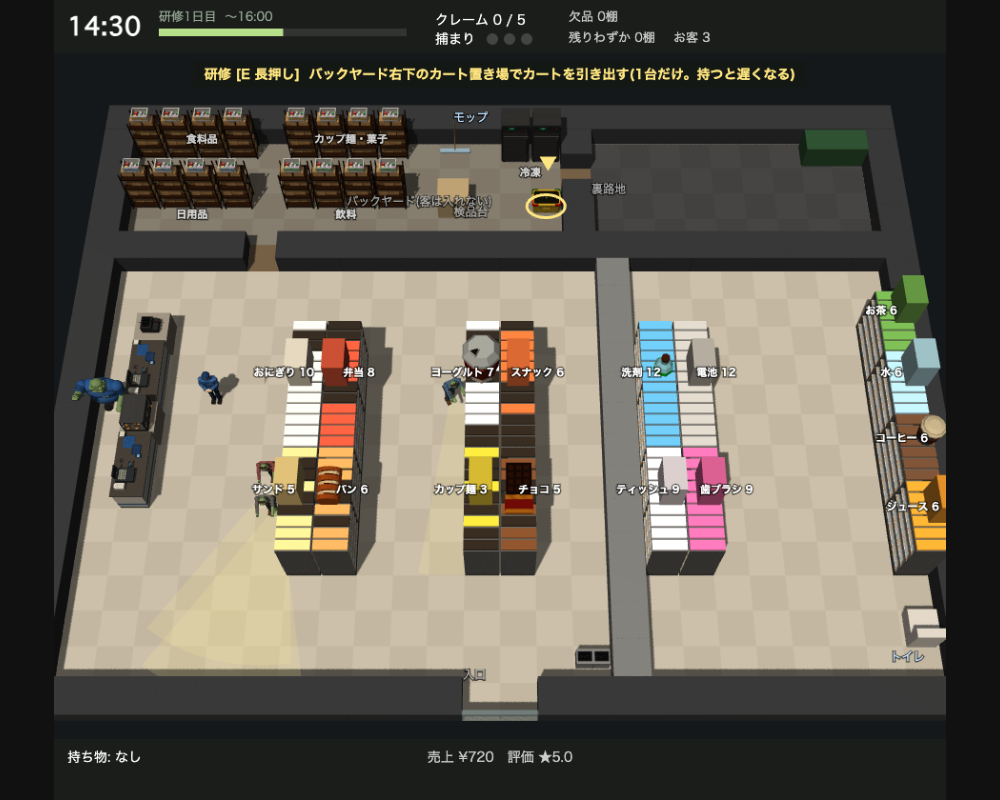 14:30
研修1日目　～16:00
クレーム 0 / 5
捕まり
欠品 0棚
残りわずか 0棚　お客 3
研修 [E 長押し]　バックヤード右下のカート置き場でカートを引き出す(1台だけ。持つと遅くなる)
モップ
食料品
カップ麺・菓子
冷凍
裏路地
バックヤード(客は入れない)
検品台
日用品
飲料
お茶 6
おにぎり 10
弁当 8
ヨーグルト 7
スナック 6
洗剤 12
電池 12
水 6
コーヒー 6
サンド 5
パン 6
カップ麺 3
チョコ 5
ティッシュ 9
歯ブラシ 9
ジュース 6
トイレ
入口
持ち物: なし
売上 ¥720　評価 ★5.0